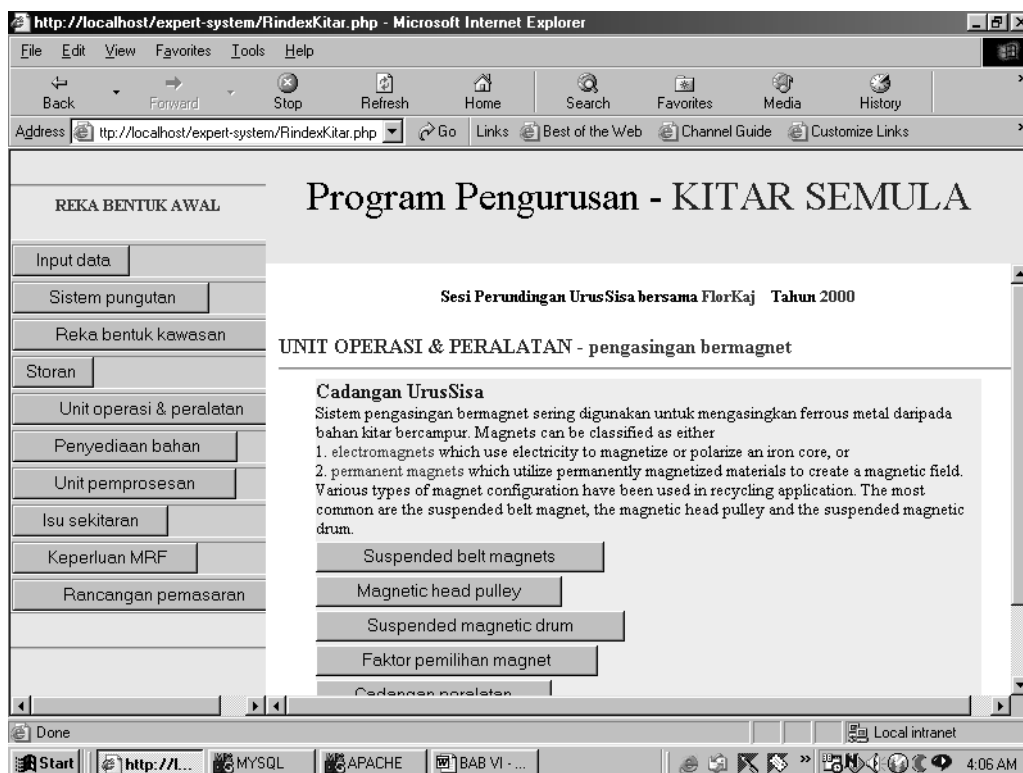 http://localhost/expert-system/RindexKitar.php - Microsoft Internet Explorer
File Edit View Favorites Tools Help
Back Forward Stop Refresh Home Search Favorites Media History
Address ttp://localhost/expert-system/RindexKitar.php Go Links Best of the Web Channel Guide Customize Links
REKA BENTUK AWAL
Input data
Sistem pungutan
Reka bentuk kawasan
Storan
Unit operasi & peralatan
Penyediaan bahan
Unit pemprosesan
Isu sekitaran
Keperluan MRF
Rancangan pemasaran
Program Pengurusan - KITAR SEMULA
Sesi Perundingan UrusSisa bersama FlorKaj Tahun 2000
UNIT OPERASI & PERALATAN - pengasingan bermagnet
Cadangan UrusSisa
Sistem pengasingan bermagnet sering digunakan untuk mengasingkan ferrous metal daripada
bahan kitar bercampur. Magnets can be classified as either
1. electromagnets which use electricity to magnetize or polarize an iron core, or
2. permanent magnets which utilize permanently magnetized materials to create a magnetic field.
Various types of magnet configuration have been used in recycling application. The most
common are the suspended belt magnet, the magnetic head pulley and the suspended magnetic
drum.
Suspended belt magnets
Magnetic head pulley
Suspended magnetic drum
Faktor pemilihan magnet
Cadangan peralatan
Done Local intranet
Start http://l... MYSQL APACHE BAB VI - ... » 4:06 AM